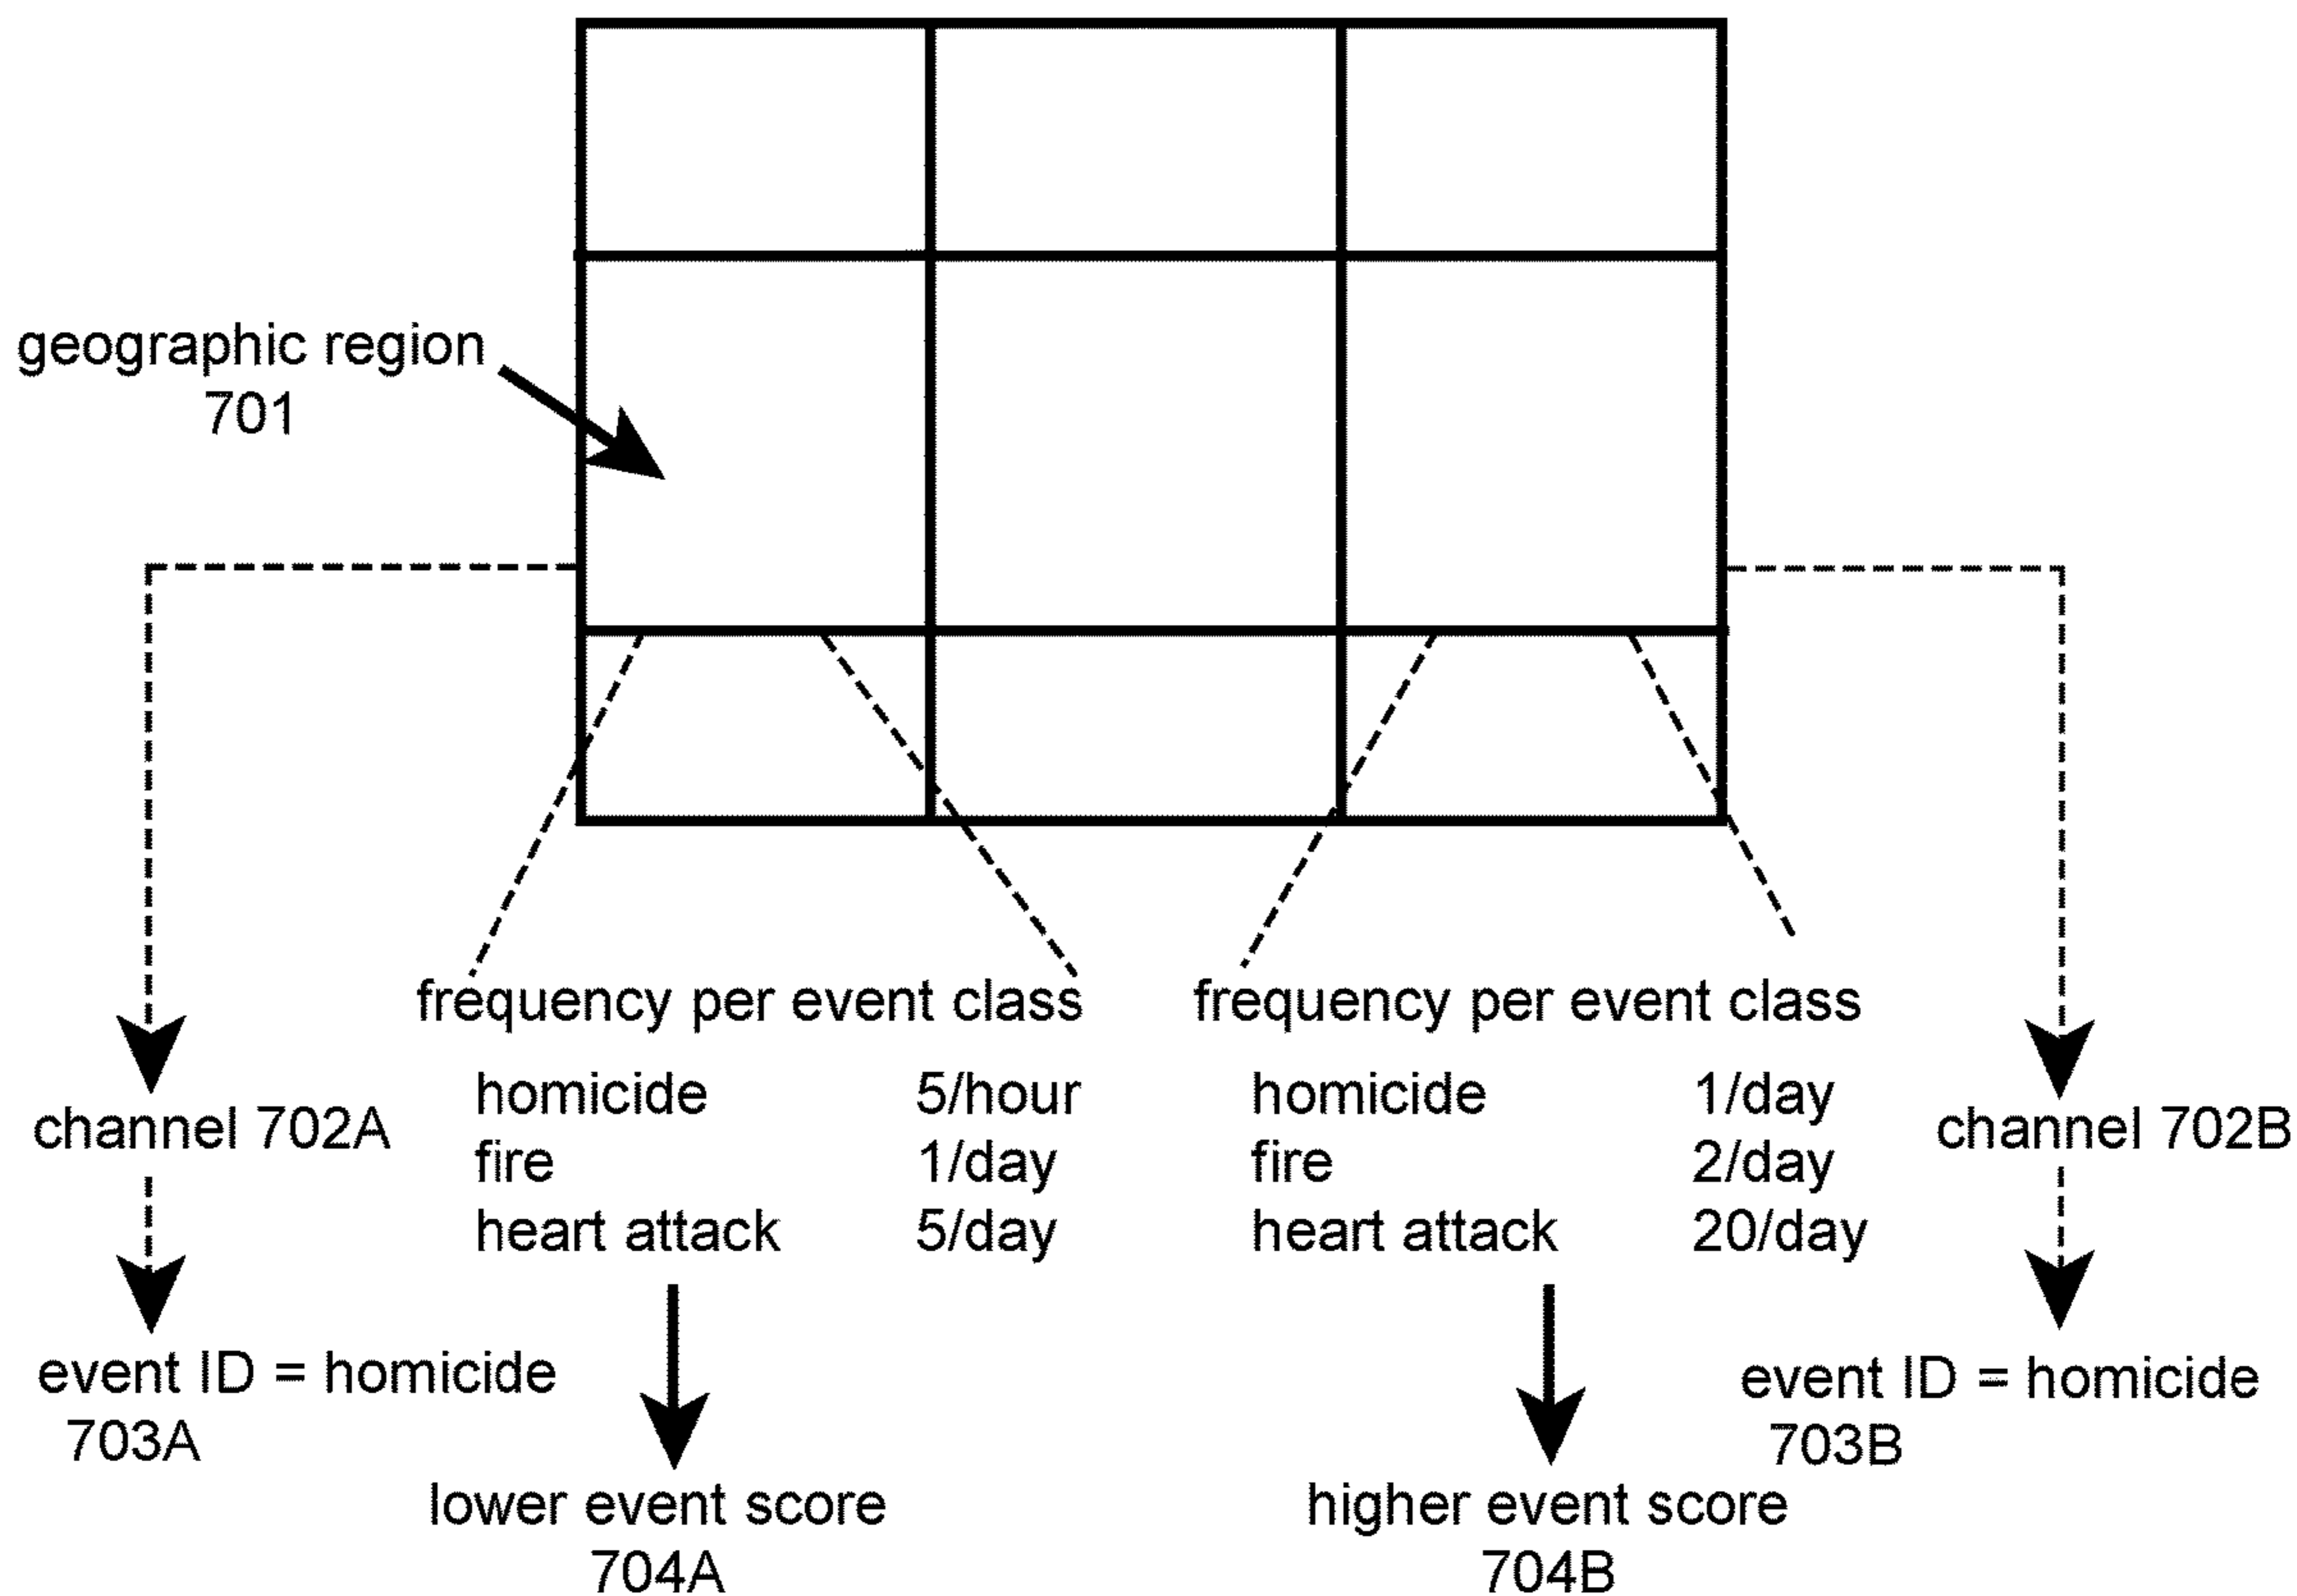 geographic region
701
frequency per event class
homicide 5/hour
fire 1/day
heart attack 5/day
frequency per event class
homicide 1/day
fire 2/day
heart attack 20/day
channel 702A
channel 702B
event ID = homicide
703A
event ID = homicide
703B
lower event score
704A
higher event score
704B